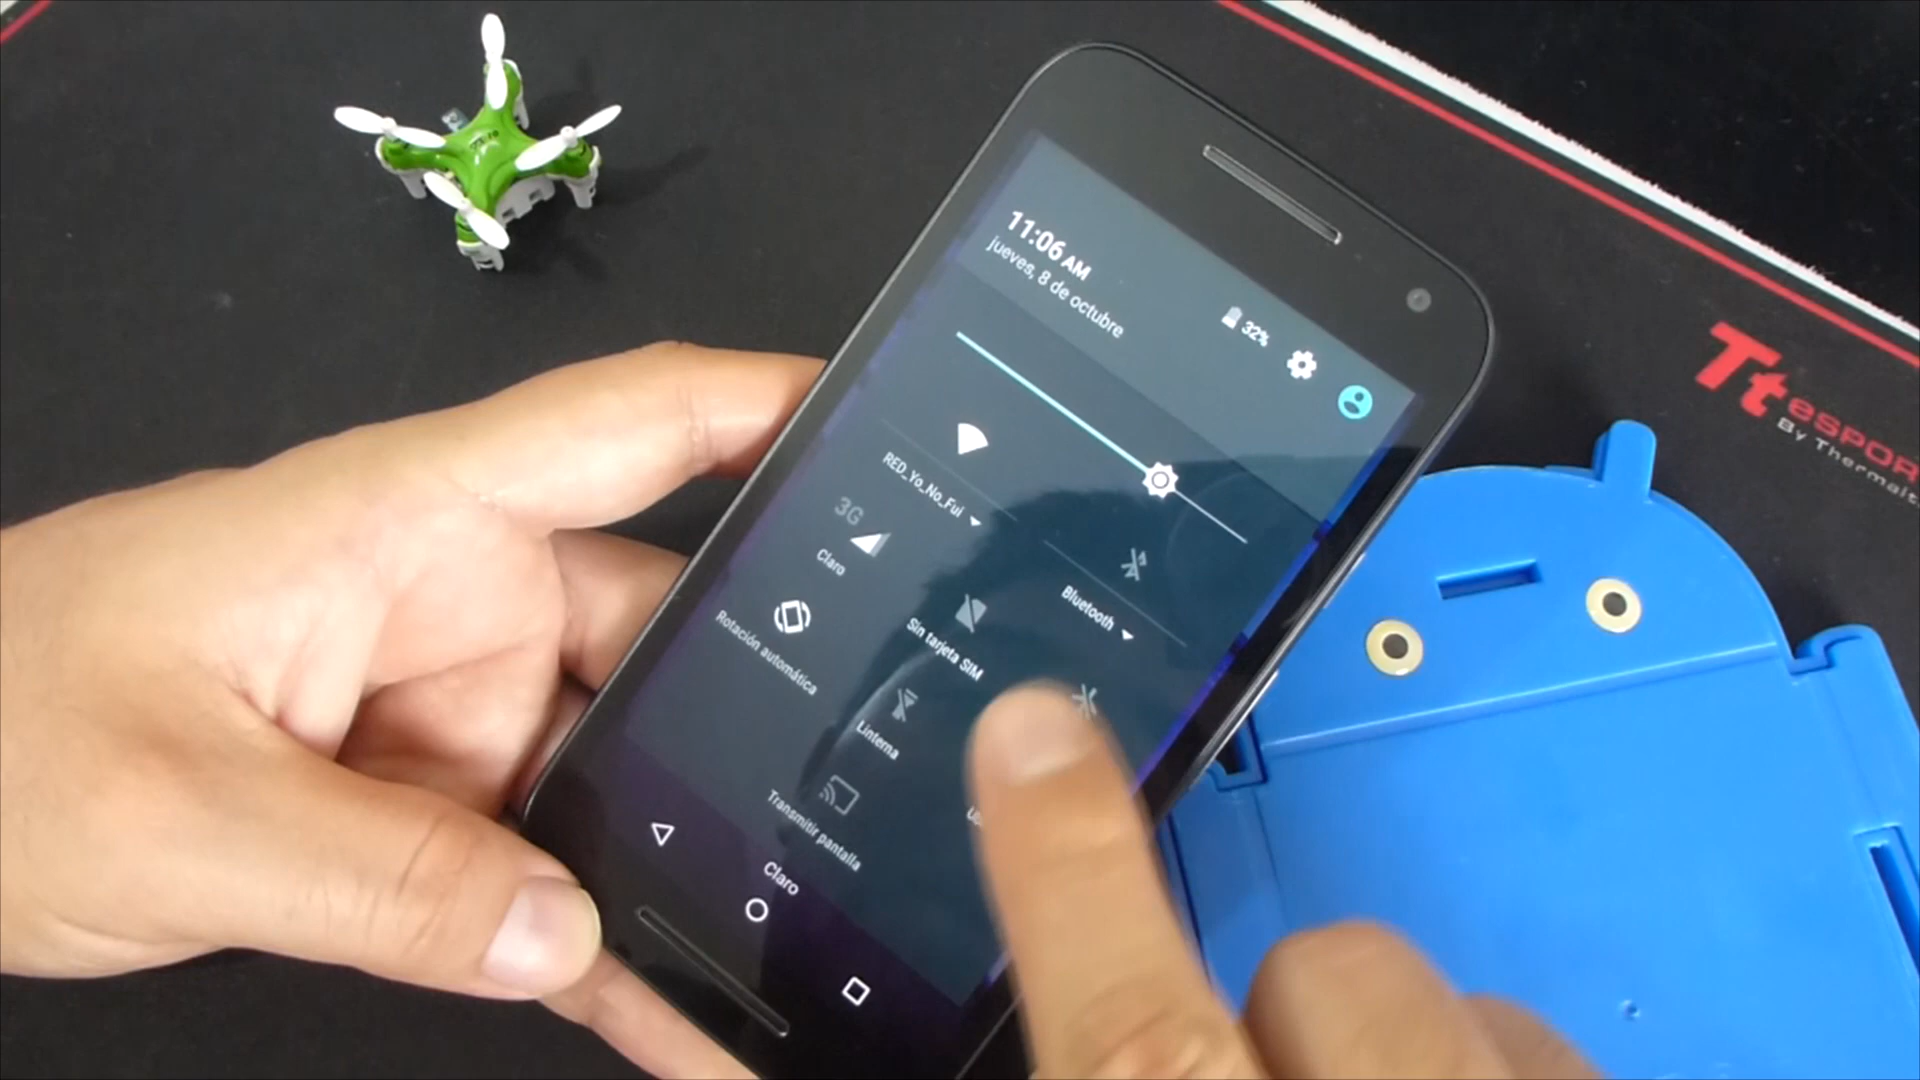 11:06 AM
jueves, 8 de octubre
32%
RED_Yo_No_Fui
Bluetooth
3G
Claro
Sin tarjeta SIM
Rotación automática
Linterna
Transmitir pantalla
Claro
Tt eSPOR
By Thermalt